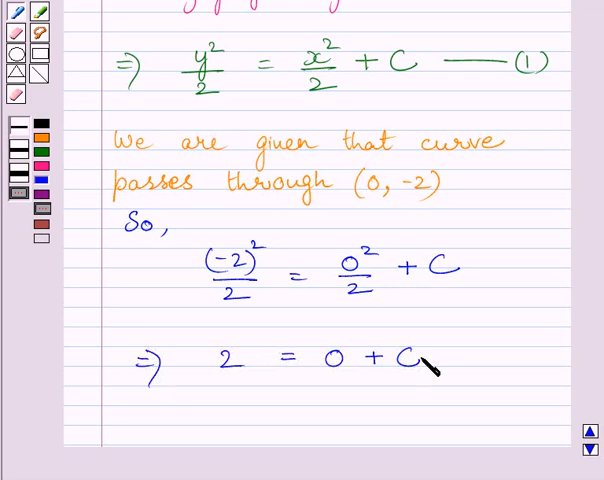 ⇒ y²/2 = x²/2 + C —— (1)
We are given that curve
passes through (0, -2)
So,
(-2)²/2 = 0²/2 + C
⇒ 2 = 0 + C